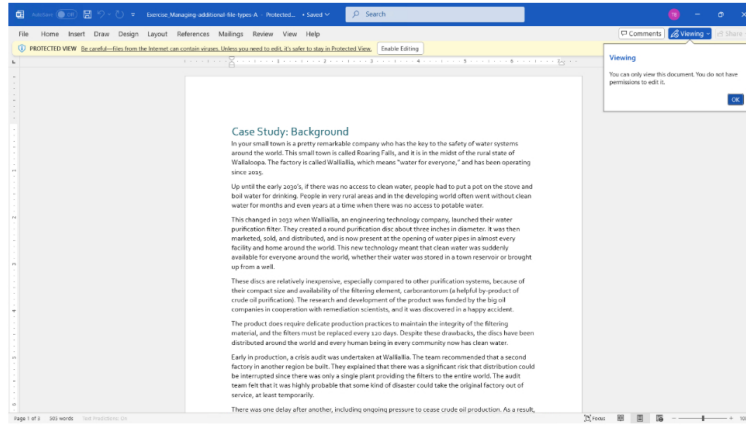 AutoSave Off Exercise_Managing-additional-file-types-A - Protected... • Saved Search
File Home Insert Draw Design Layout References Mailings Review View Help Comments Viewing Share
PROTECTED VIEW Be careful—files from the Internet can contain viruses. Unless you need to edit, it's safer to stay in Protected View. Enable Editing
Viewing
You can only view this document. You do not have
permissions to edit it.
OK
Case Study: Background
In your small town is a pretty remarkable company who has the key to the safety of water systems
around the world. This small town is called Roaring Falls, and it is in the midst of the rural state of
Wallaloopa. The factory is called Walliallia, which means "water for everyone," and has been operating
since 2025.
Up until the early 2030's, if there was no access to clean water, people had to put a pot on the stove and
boil water for drinking. People in very rural areas and in the developing world often went without clean
water for months and even years at a time when there was no access to potable water.
This changed in 2032 when Walliallia, an engineering technology company, launched their water
purification filter. They created a round purification disc about three inches in diameter. It was then
marketed, sold, and distributed, and is now present at the opening of water pipes in almost every
facility and home around the world. This new technology meant that clean water was suddenly
available for everyone around the world, whether their water was stored in a town reservoir or brought
up from a well.
These discs are relatively inexpensive, especially compared to other purification systems, because of
their compact size and availability of the filtering element, carborantorum (a helpful by-product of
crude oil purification). The research and development of the product was funded by the big oil
companies in cooperation with remediation scientists, and it was discovered in a happy accident.
The product does require delicate production practices to maintain the integrity of the filtering
material, and the filters must be replaced every 120 days. Despite these drawbacks, the discs have been
distributed around the world and every human being in every community now has clean water.
Early in production, a crisis audit was undertaken at Walliallia. The team recommended that a second
factory in another region be built. They explained that there was a significant risk that distribution could
be interrupted since there was only a single plant providing the filters to the entire world. The audit
team felt that it was highly probable that some kind of disaster could take the original factory out of
service, at least temporarily.
There was one delay after another, including ongoing pressure to cease crude oil production. As a result,
Page 1 of 2 words Text Predictions: On Focus